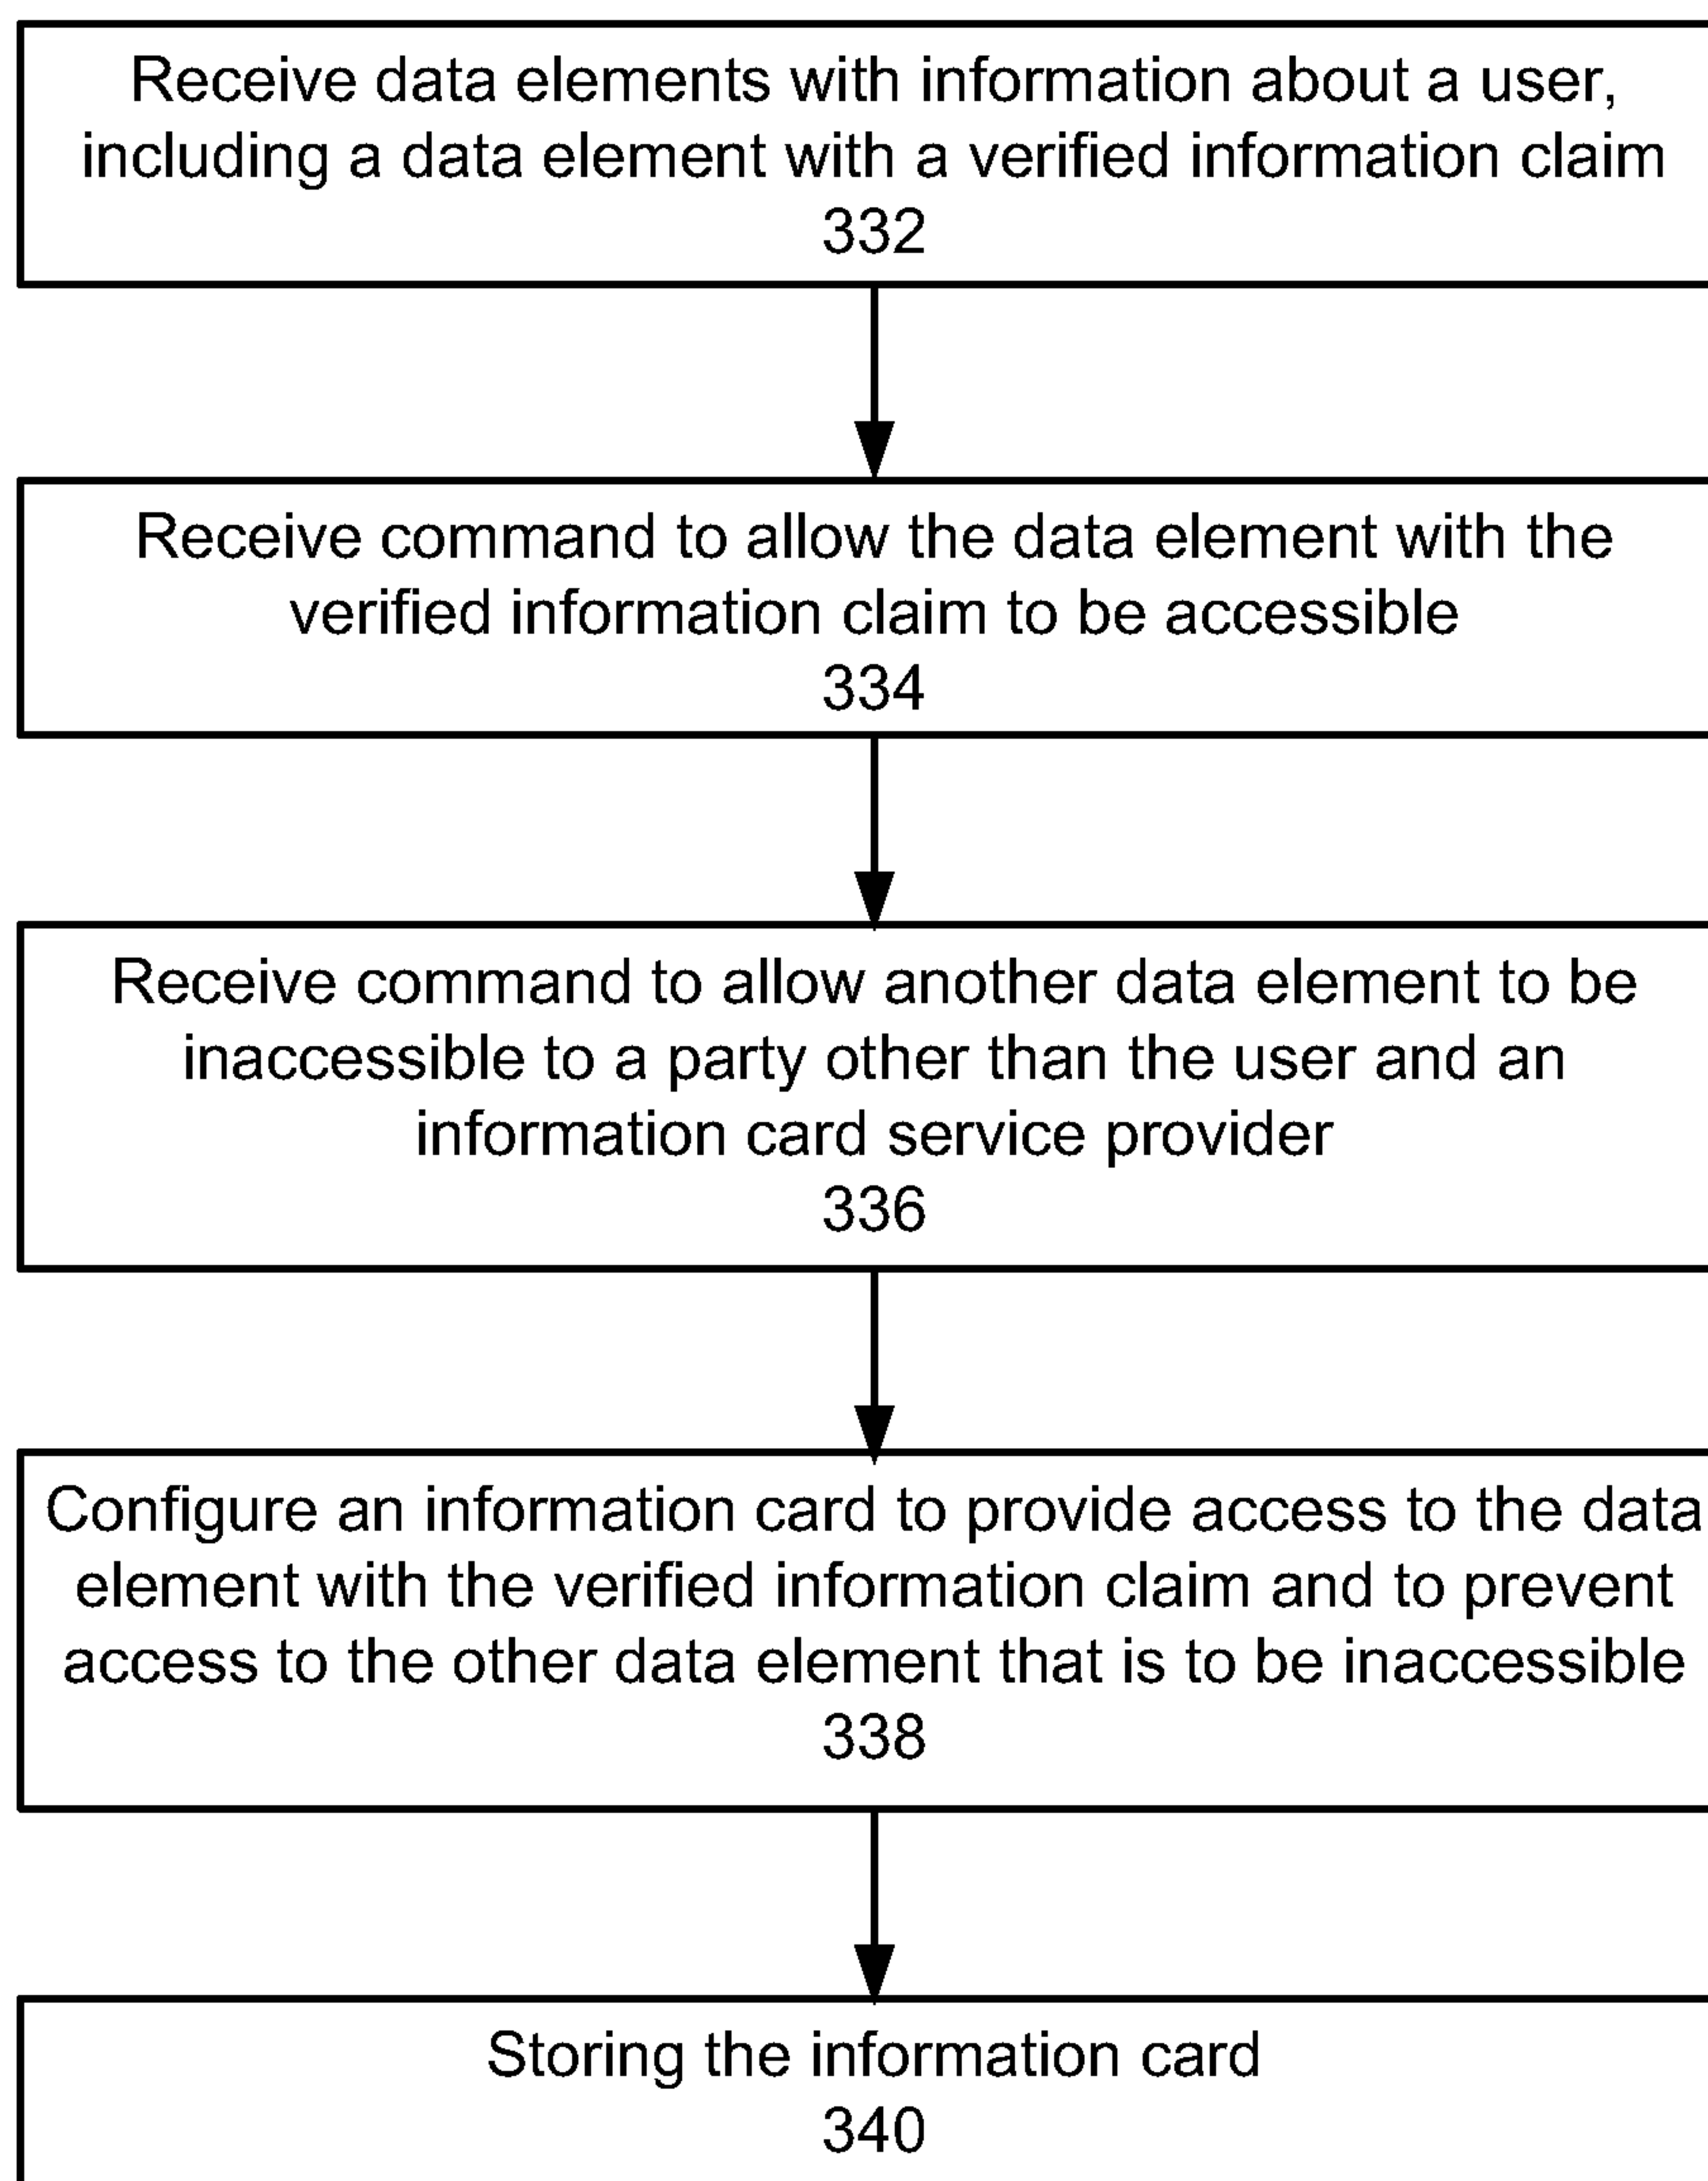 Receive data elements with information about a user,
including a data element with a verified information claim
332
Receive command to allow the data element with the
verified information claim to be accessible
334
Receive command to allow another data element to be
inaccessible to a party other than the user and an
information card service provider
336
Configure an information card to provide access to the data
element with the verified information claim and to prevent
access to the other data element that is to be inaccessible
338
Storing the information card
340